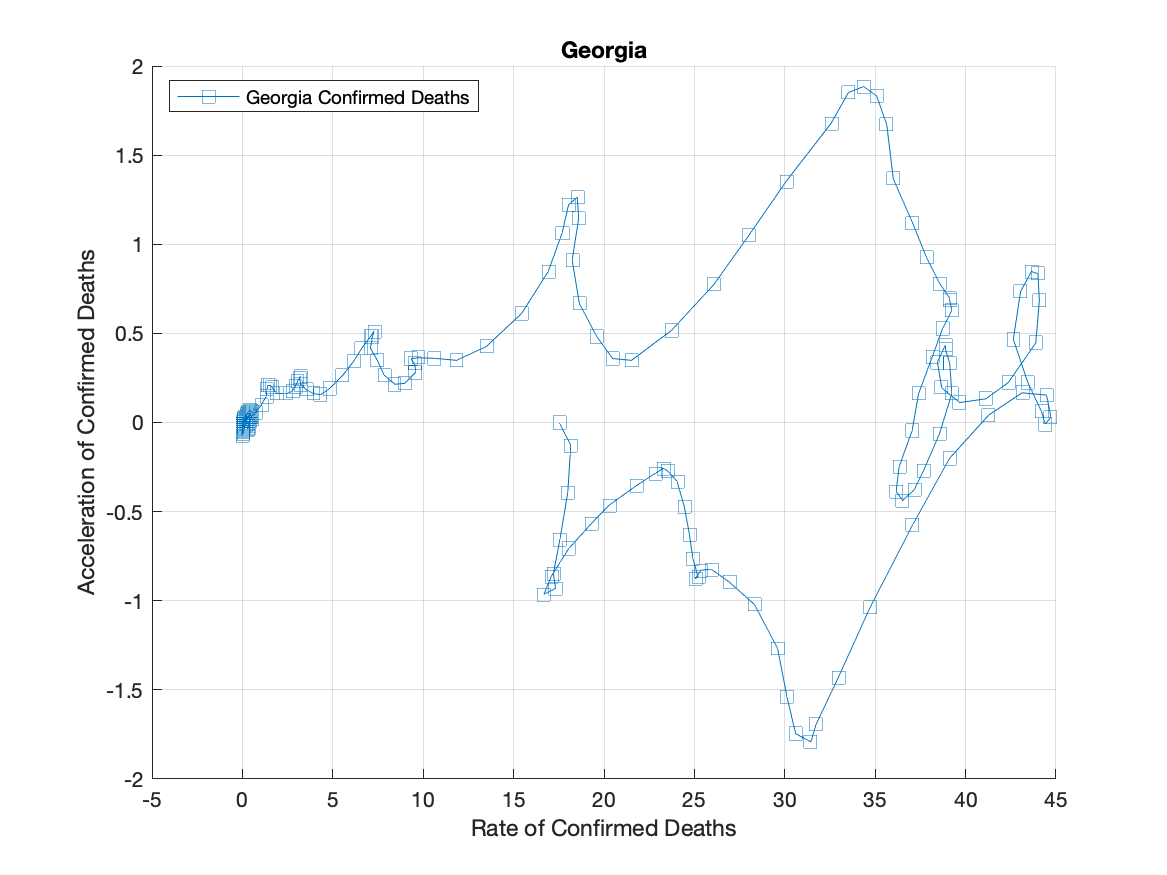 Georgia
Georgia Confirmed Deaths
2
1.5
1
0.5
0
-0.5
-1
-1.5
-2
Acceleration of Confirmed Deaths
-5 0 5 10 15 20 25 30 35 40 45
Rate of Confirmed Deaths